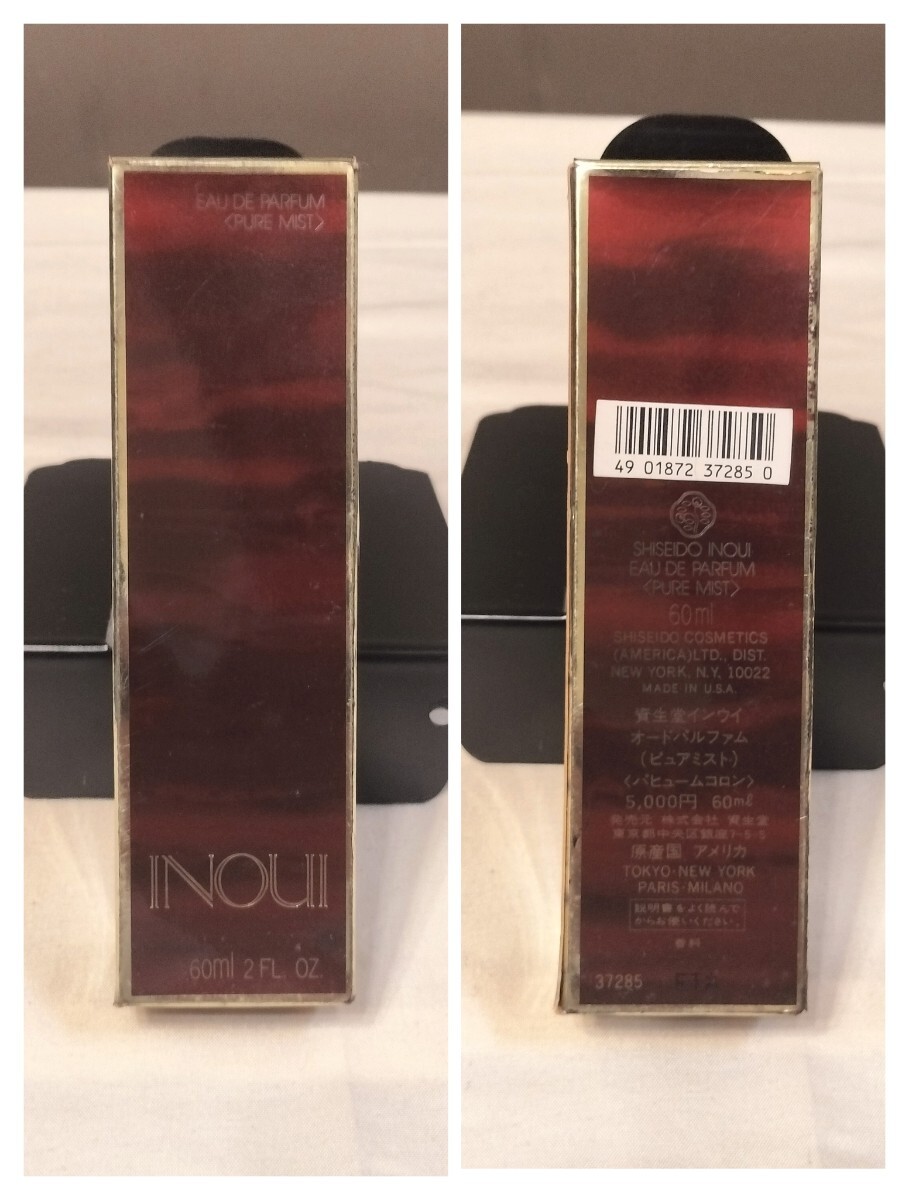 EAU DE PARFUM
<PURE MIST>
INOUI
60ml 2 FL. OZ.
49 01872 37285 0
SHISEIDO INOUI
EAU DE PARFUM
<PURE MIST>
60ml
SHISEIDO COSMETICS
(AMERICA)LTD., DIST.
NEW YORK, N.Y. 10022
MADE IN U.S.A.
資生堂インウイ
オードパルファム
(ピュアミスト)
<パヒュームコロン>
5,000円 60mℓ
発売元 株式会社 資生堂
東京都中央区銀座7-5-5
原産国 アメリカ
TOKYO·NEW YORK
PARIS·MILANO
説明書をよく読んで
からお使いください。
香料
37285